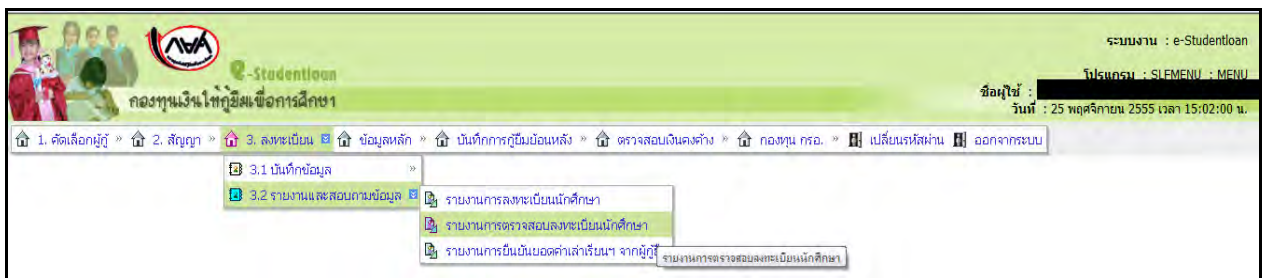 กยศ
ระบบงาน : e-Studentloan
e-Studentloan
โปรแกรม : SLFMENU : MENU
กองทุนเงินให้กู้ยืมเพื่อการศึกษา
ชื่อผู้ใช้ :
วันที่ : 25 พฤศจิกายน 2555 เวลา 15:02:00 น.
1. คัดเลือกผู้กู้ » 2. สัญญา » 3. ลงทะเบียน ข้อมูลหลัก » บันทึกการกู้ยืมย้อนหลัง » ตรวจสอบเงินคงค้าง » กองทุน กรอ. » เปลี่ยนรหัสผ่าน ออกจากระบบ
3.1 บันทึกข้อมูล »
3.2 รายงานและสอบถามข้อมูล
รายงานการลงทะเบียนนักศึกษา
รายงานการตรวจสอบลงทะเบียนนักศึกษา
รายงานการยืนยันยอดค่าเล่าเรียนฯ จากผู้กู้
รายงานการตรวจสอบลงทะเบียนนักศึกษา